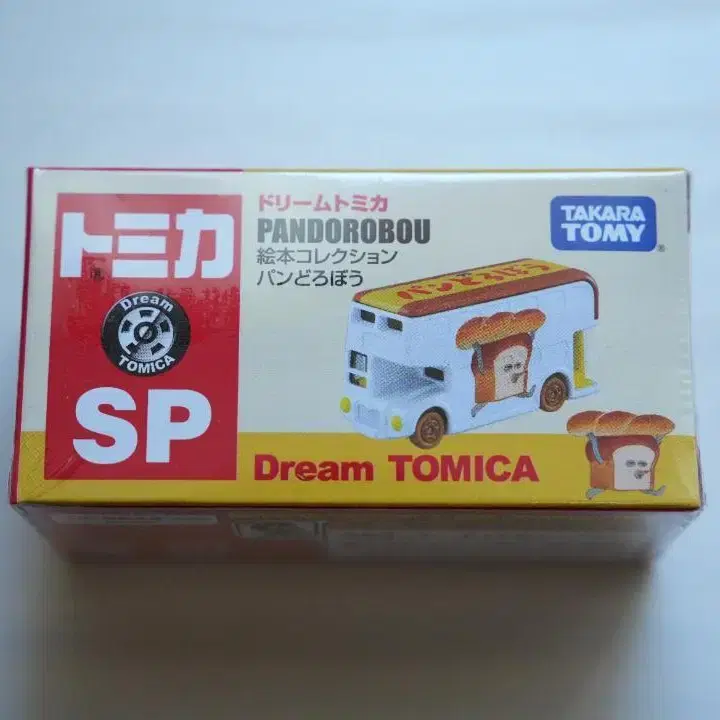 トミカ
Dream
TOMICA
SP
ドリームトミカ
PANDOROBOU
絵本コレクション
パンどろぼう
TAKARA
TOMY
®
パンどろぼう
Dream TOMICA